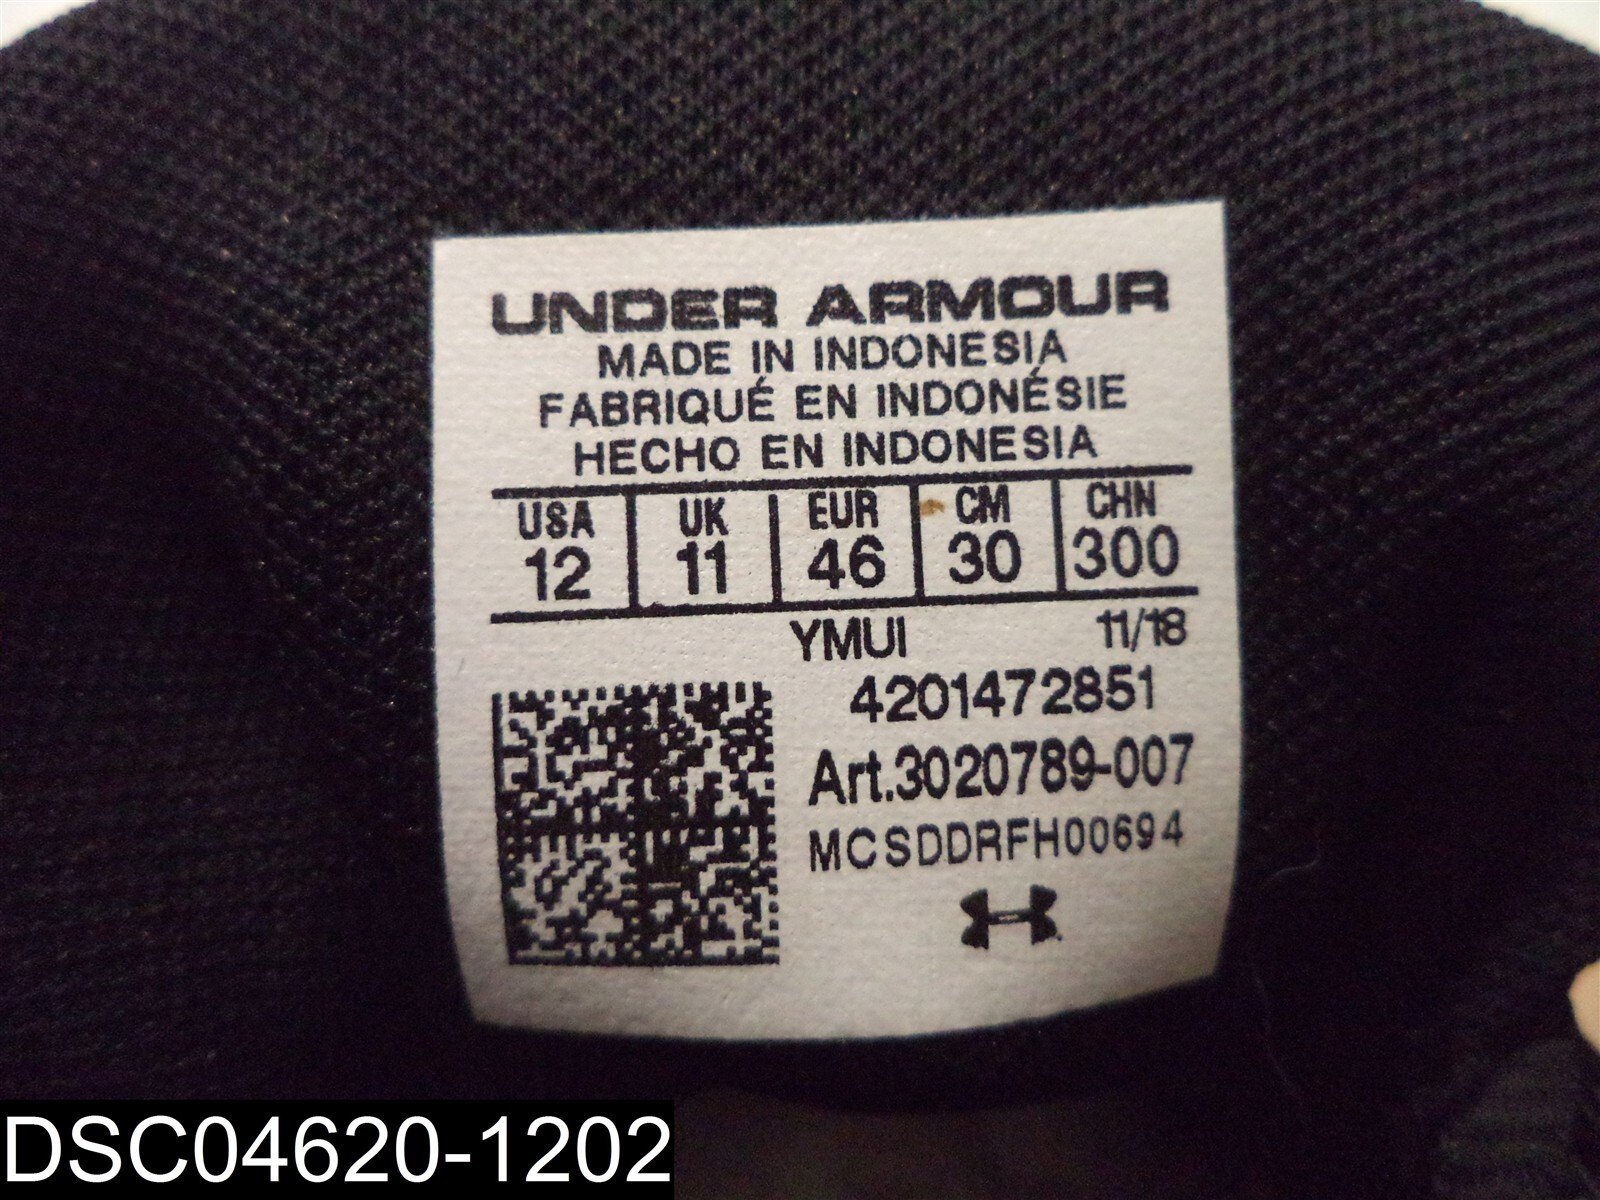 UNDER ARMOUR
MADE IN INDONESIA
FABRIQUÉ EN INDONÉSIE
HECHO EN INDONESIA
USA UK EUR CM CHN
12 11 46 30 300
YMUI 11/18
4201472851
Art.3020789-007
MCSDDRFH00694
DSC04620-1202